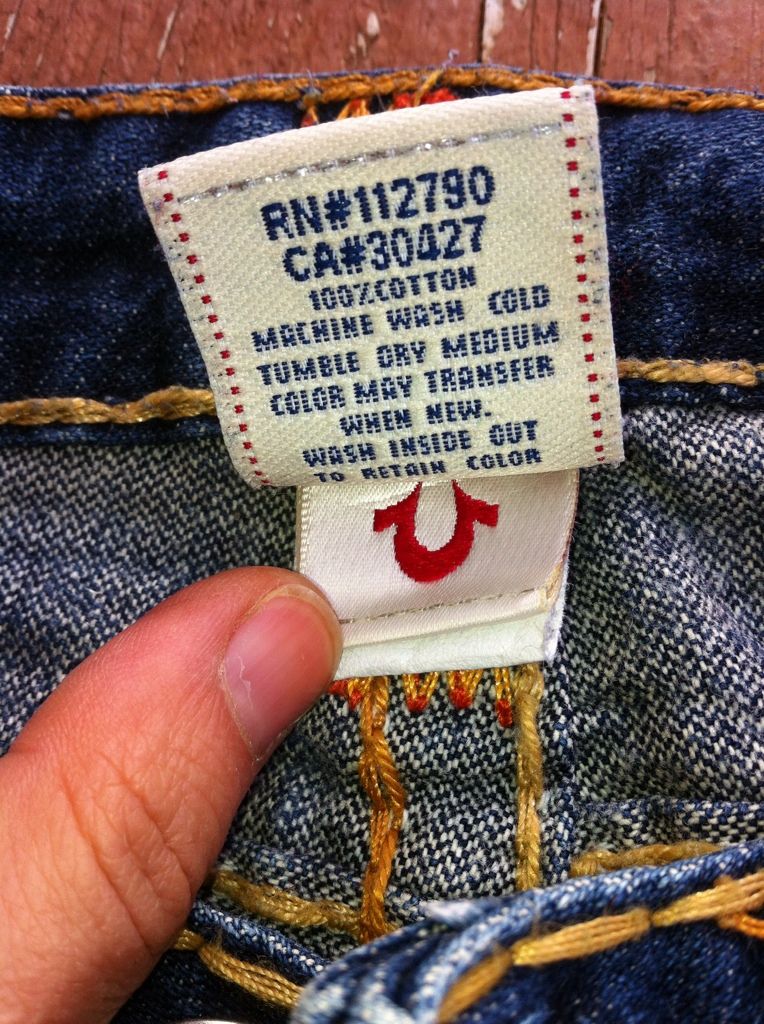 RN#112790
CA#30427
100%COTTON
MACHINE WASH COLD
TUMBLE DRY MEDIUM
COLOR MAY TRANSFER
WHEN NEW.
WASH INSIDE OUT
TO RETAIN COLOR